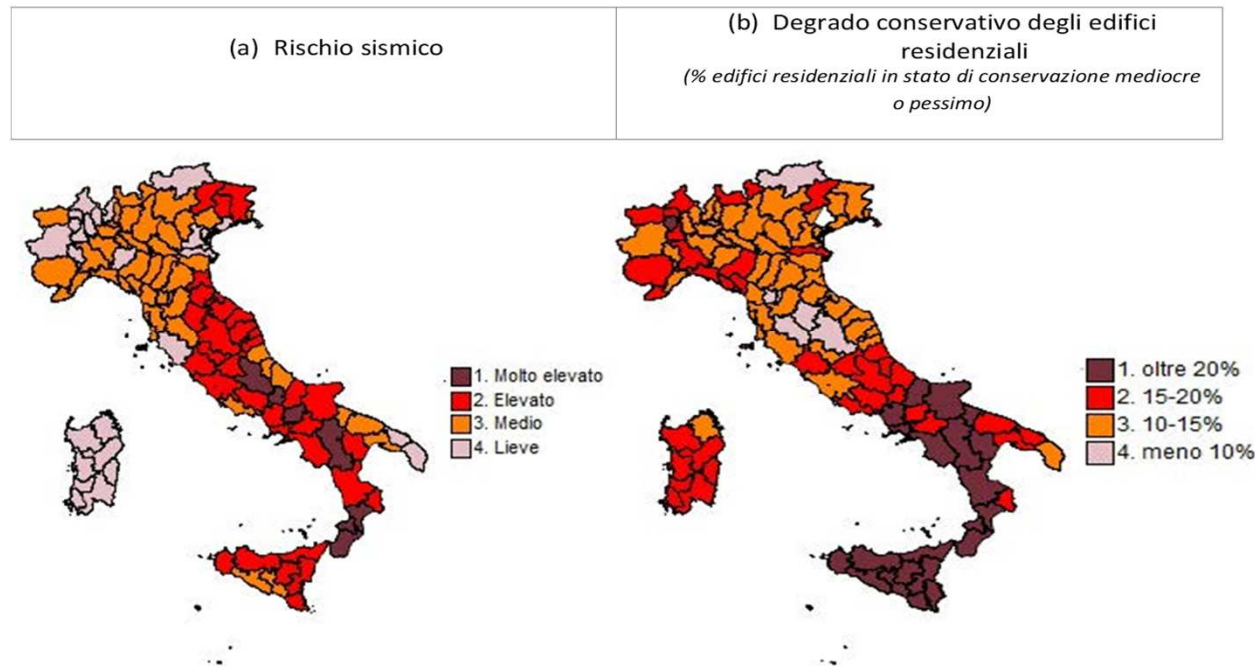 (a) Rischio sismico
(b) Degrado conservativo degli edifici
residenziali
(% edifici residenziali in stato di conservazione mediocre
o pessimo)
1. Molto elevato
2. Elevato
3. Medio
4. Lieve
1. oltre 20%
2. 15-20%
3. 10-15%
4. meno 10%